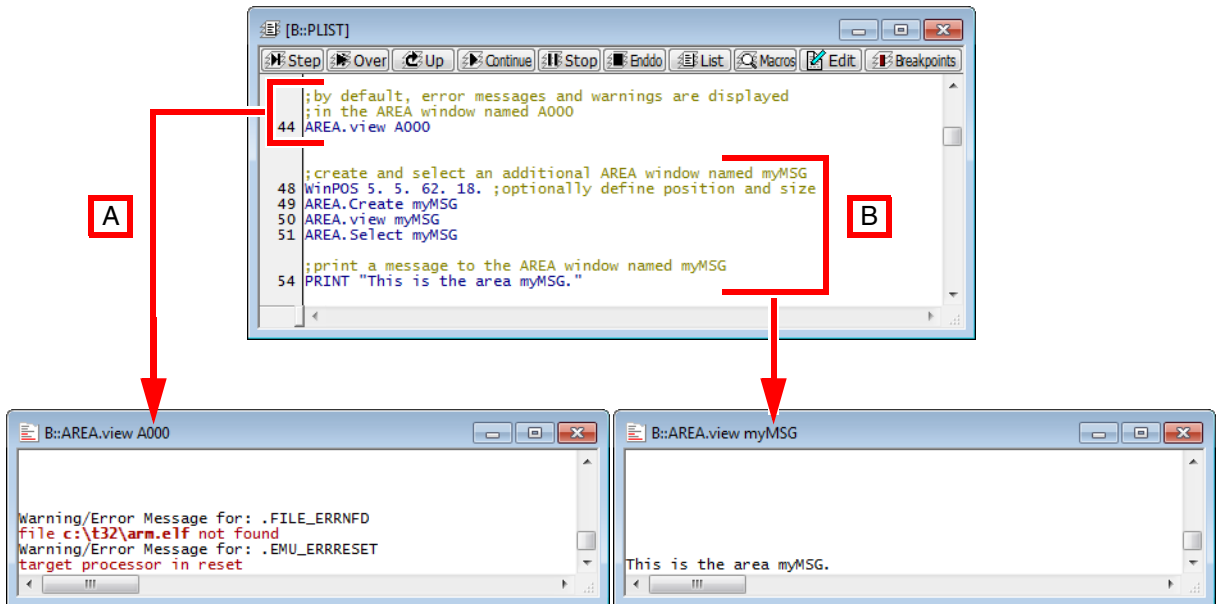 [B::PLIST]
Step Over Up Continue Stop Enddo List Macros Edit Breakpoints
;by default, error messages and warnings are displayed
;in the AREA window named A000
44 AREA.view A000
;create and select an additional AREA window named myMSG
48 WinPOS 5. 5. 62. 18. ;optionally define position and size
49 AREA.Create myMSG
50 AREA.view myMSG
51 AREA.Select myMSG
;print a message to the AREA window named myMSG
54 PRINT "This is the area myMSG."
A
B
B::AREA.view A000
Warning/Error Message for: .FILE_ERRNFD
file c:\t32\arm.elf not found
Warning/Error Message for: .EMU_ERRRESET
target processor in reset
B::AREA.view myMSG
This is the area myMSG.